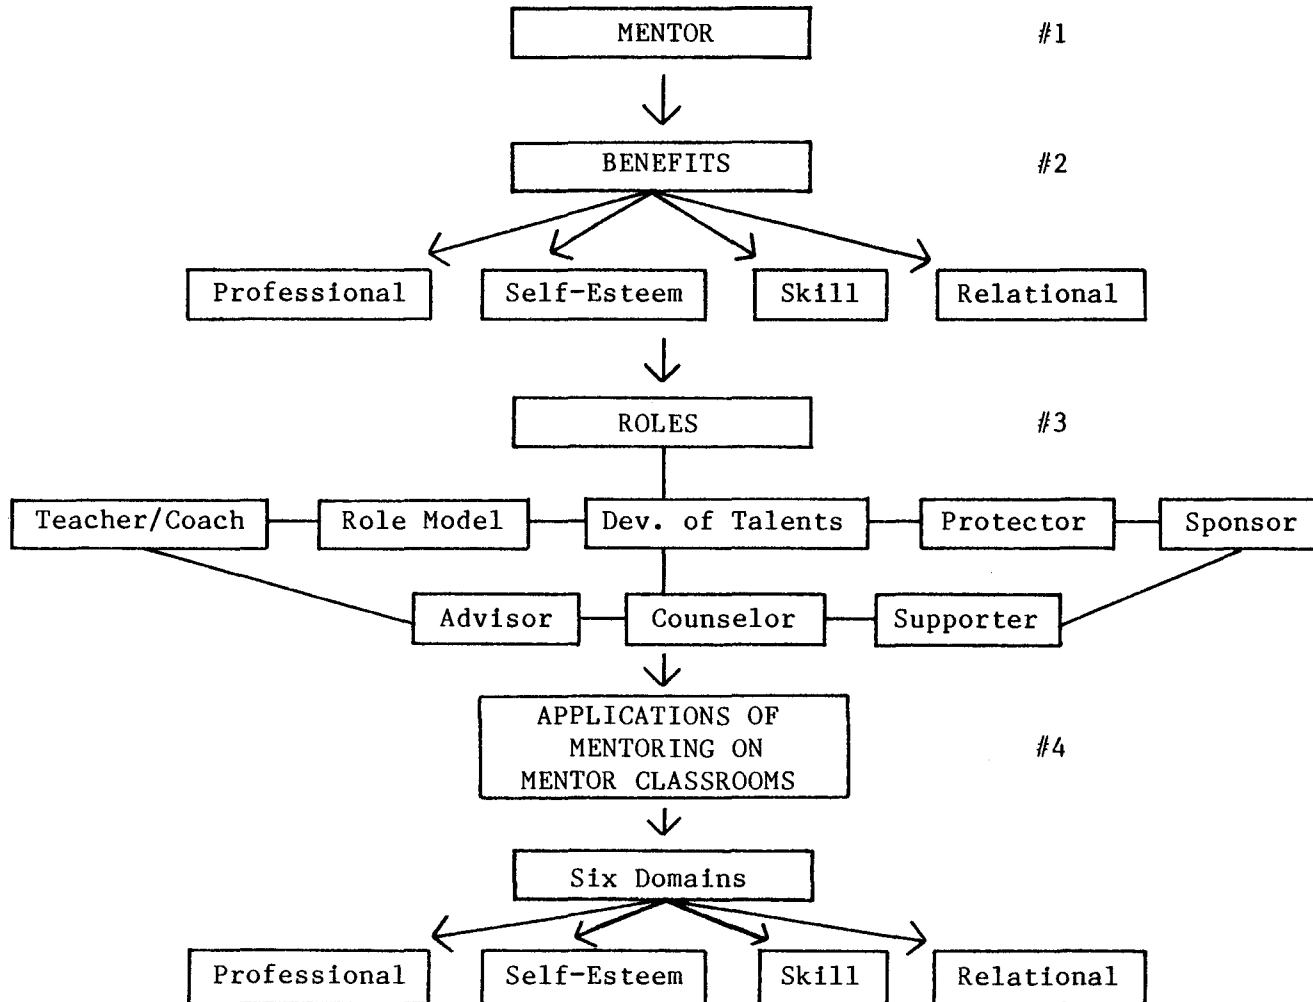 MENTOR #1
BENEFITS #2
Professional Self-Esteem Skill Relational
ROLES #3
Teacher/Coach Role Model Dev. of Talents Protector Sponsor
Advisor Counselor Supporter
APPLICATIONS OF
MENTORING ON #4
MENTOR CLASSROOMS
Six Domains
Professional Self-Esteem Skill Relational